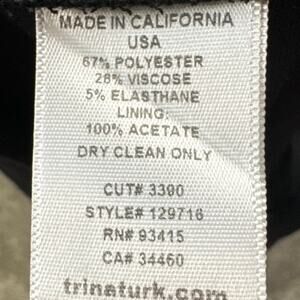 MADE IN CALIFORNIA
USA
67% POLYESTER
28% VISCOSE
5% ELASTHANE
LINING:
100% ACETATE
DRY CLEAN ONLY
CUT# 3390
STYLE# 129716
RN# 93415
CA# 34460
trinaturk.com